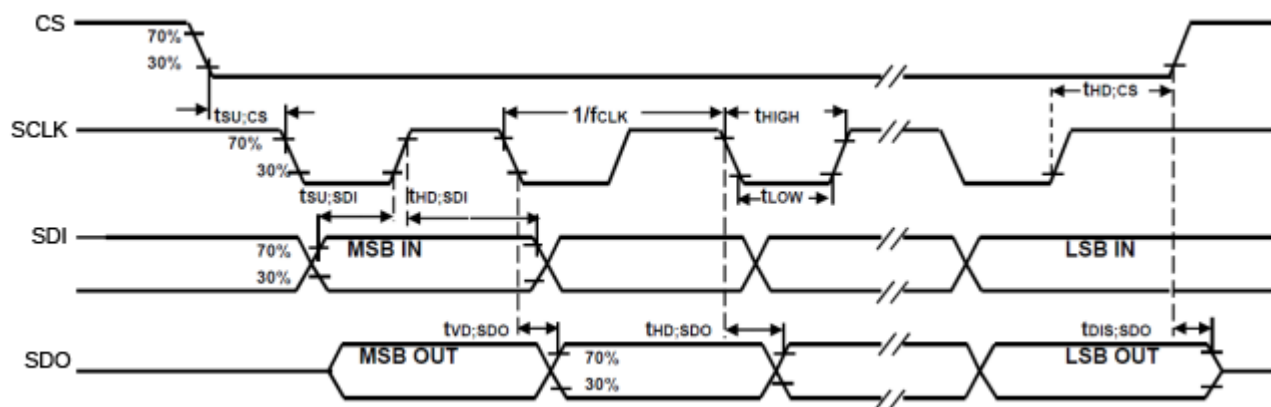 CS
70%
30%
tSU;CS
1/fCLK
tHIGH
tHD;CS
SCLK
70%
30%
tSU;SDI
tHD;SDI
tLOW
SDI
70%
MSB IN
LSB IN
30%
tVD;SDO
tHD;SDO
tDIS;SDO
SDO
MSB OUT
70%
LSB OUT
30%